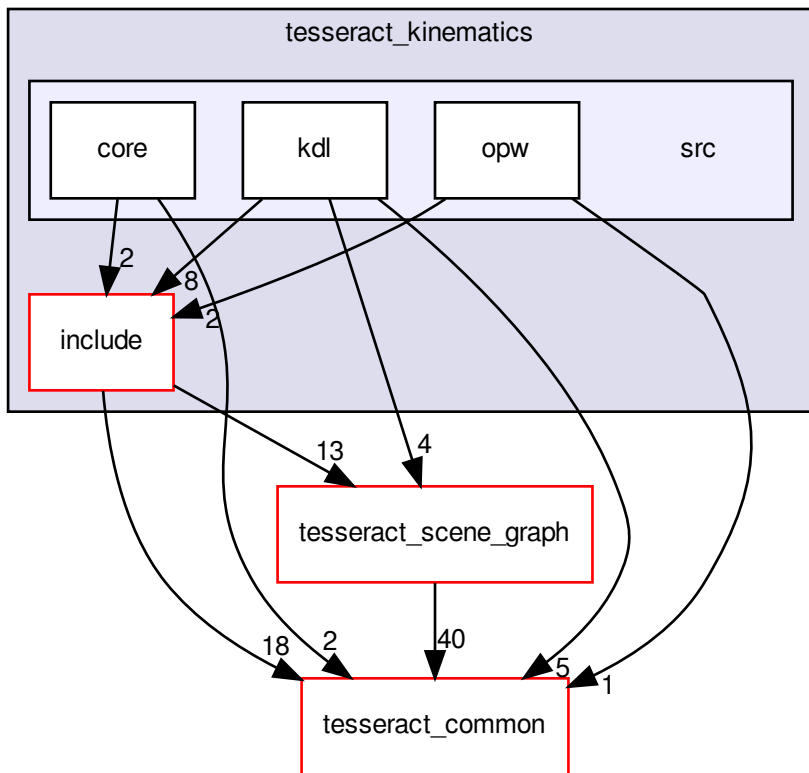 tesseract_kinematics
core
kdl
opw
src
2
8
2
include
13
4
tesseract_scene_graph
18
2
40
5
1
tesseract_common